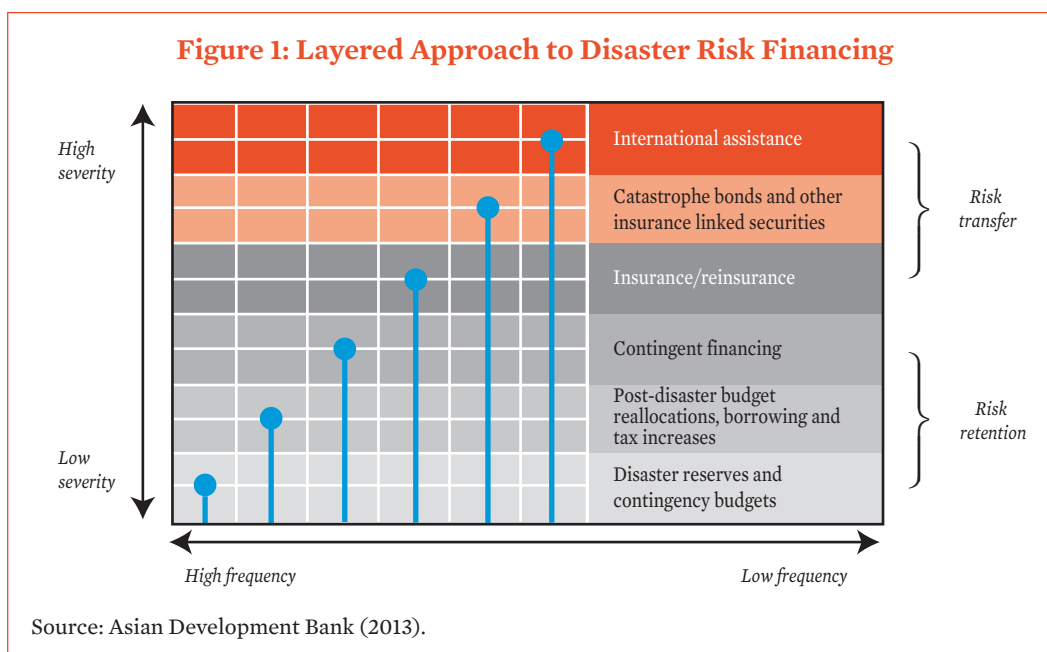 Figure 1: Layered Approach to Disaster Risk Financing
High
severity
Low
severity
International assistance
Catastrophe bonds and other
insurance linked securities
Insurance/reinsurance
Contingent financing
Post-disaster budget
reallocations, borrowing and
tax increases
Disaster reserves and
contingency budgets
Risk
transfer
Risk
retention
High frequency
Low frequency
Source: Asian Development Bank (2013).